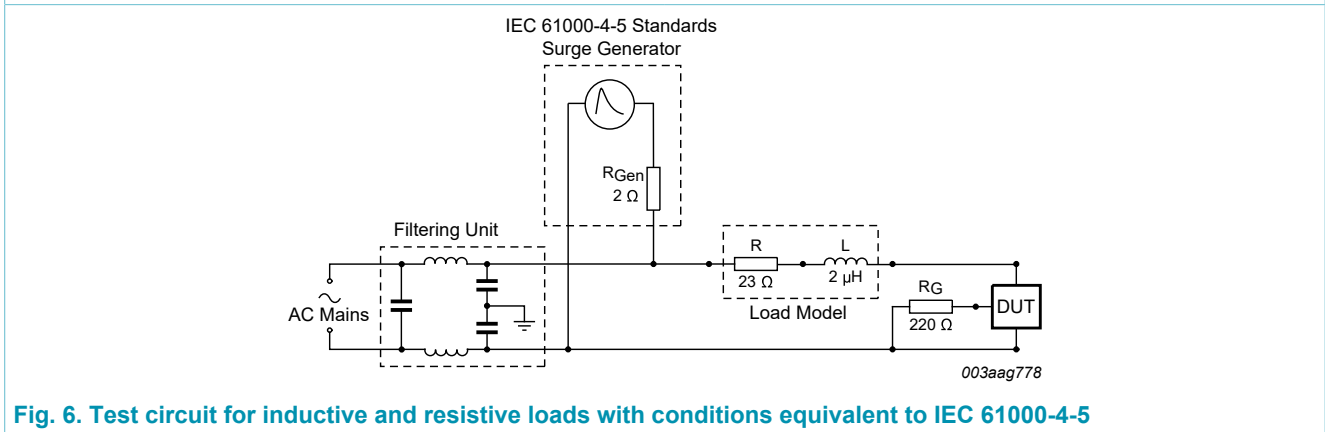 IEC 61000-4-5 Standards
Surge Generator
RGen
2 Ω
Filtering Unit
R
L
23 Ω
2 μH
RG
AC Mains
Load Model
220 Ω
DUT
003aag778
Fig. 6. Test circuit for inductive and resistive loads with conditions equivalent to IEC 61000-4-5